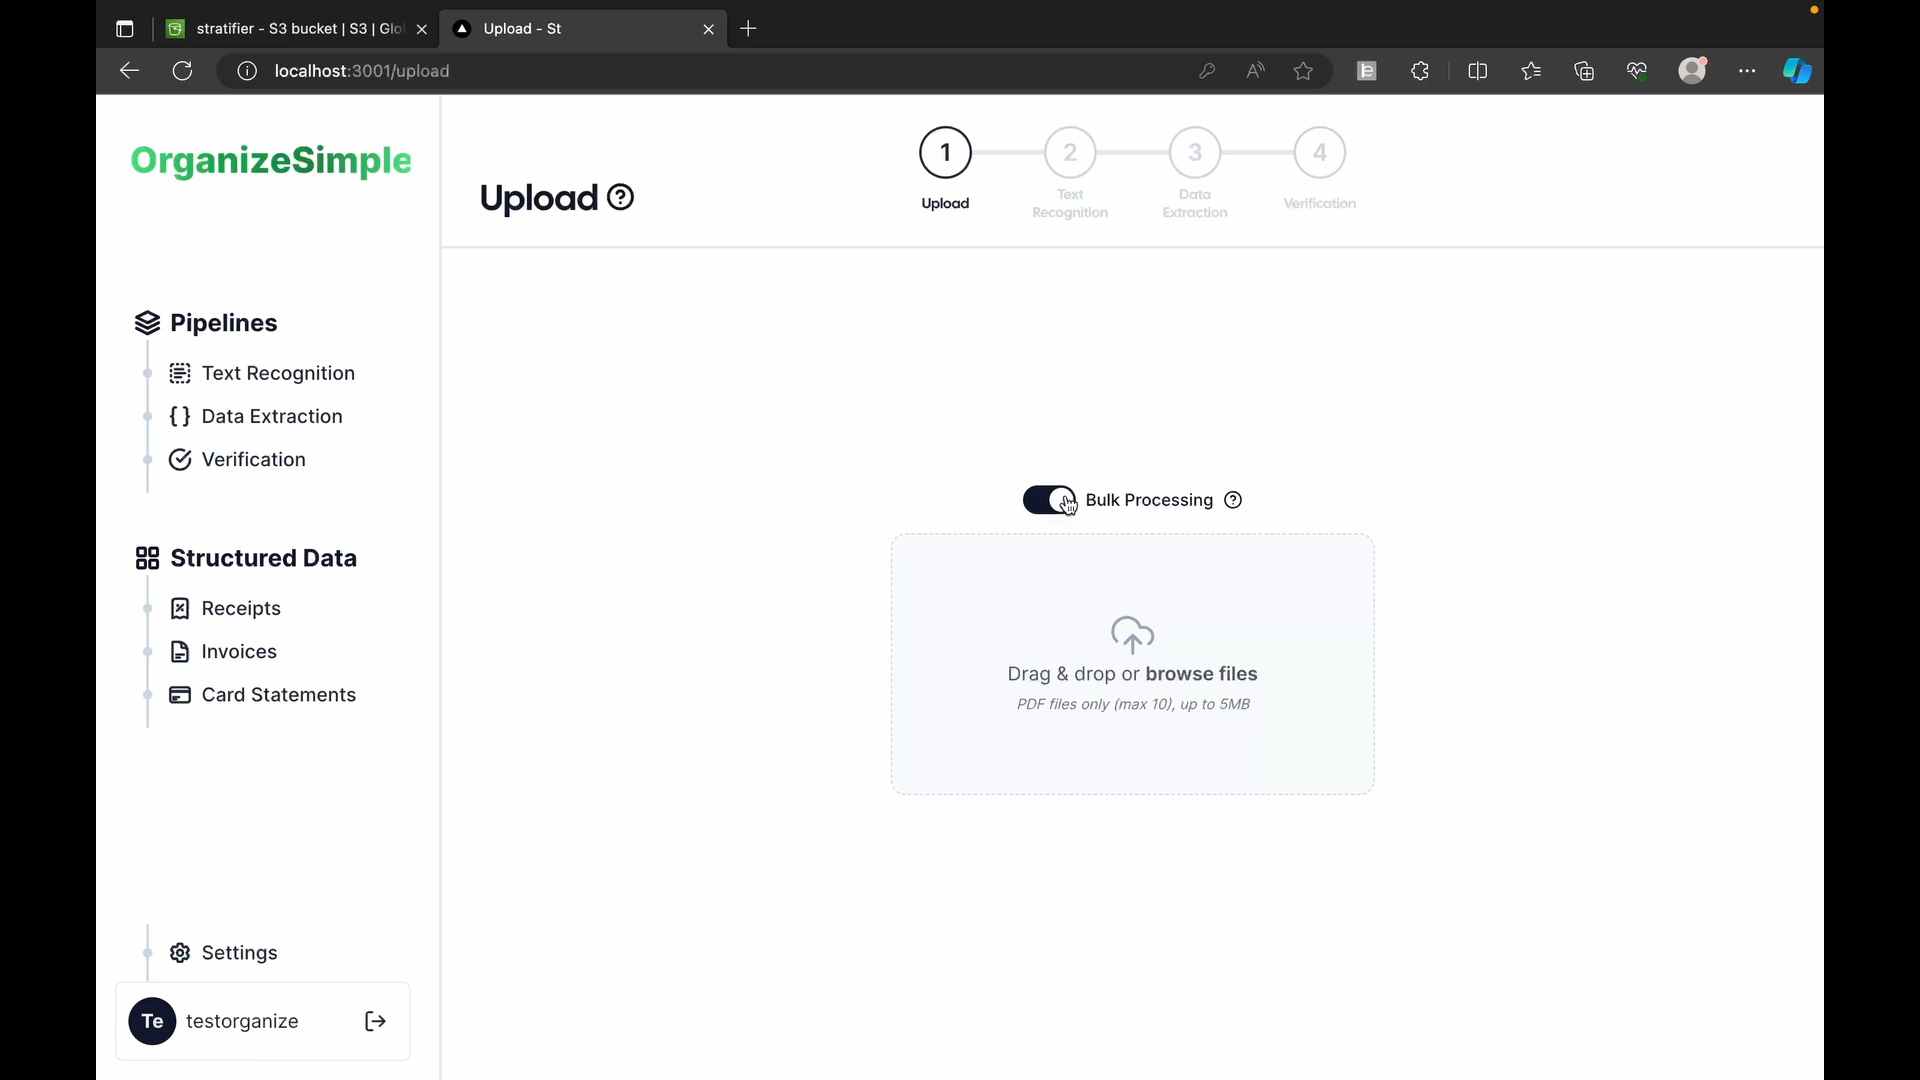 stratifier - S3 bucket | S3 | Glo
Upload - St
localhost:3001/upload
OrganizeSimple
Upload
1
2
3
4
Upload
Text
Recognition
Data
Extraction
Verification
Pipelines
Text Recognition
Data Extraction
Verification
Structured Data
Receipts
Invoices
Card Statements
Bulk Processing
Drag & drop or browse files
PDF files only (max 10), up to 5MB
Settings
Te
testorganize